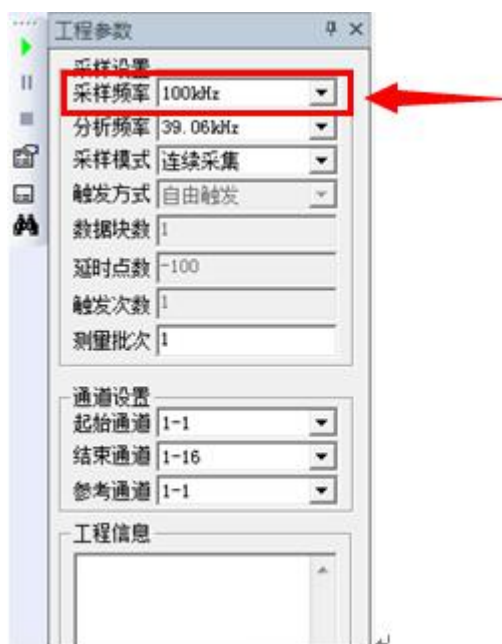 工程参数
采样设置
采样频率 100kHz
分析频率 39.06kHz
采样模式 连续采集
触发方式 自由触发
数据块数 1
延时点数 -100
触发次数 1
测量批次 1
通道设置
起始通道 1-1
结束通道 1-16
参考通道 1-1
工程信息